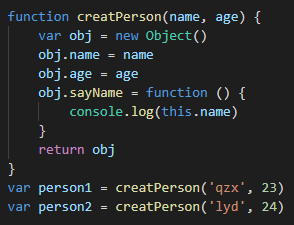 function creatPerson(name, age) {
    var obj = new Object()
    obj.name = name
    obj.age = age
    obj.sayName = function () {
        console.log(this.name)
    }
    return obj
}
var person1 = creatPerson('qzx', 23)
var person2 = creatPerson('lyd', 24)